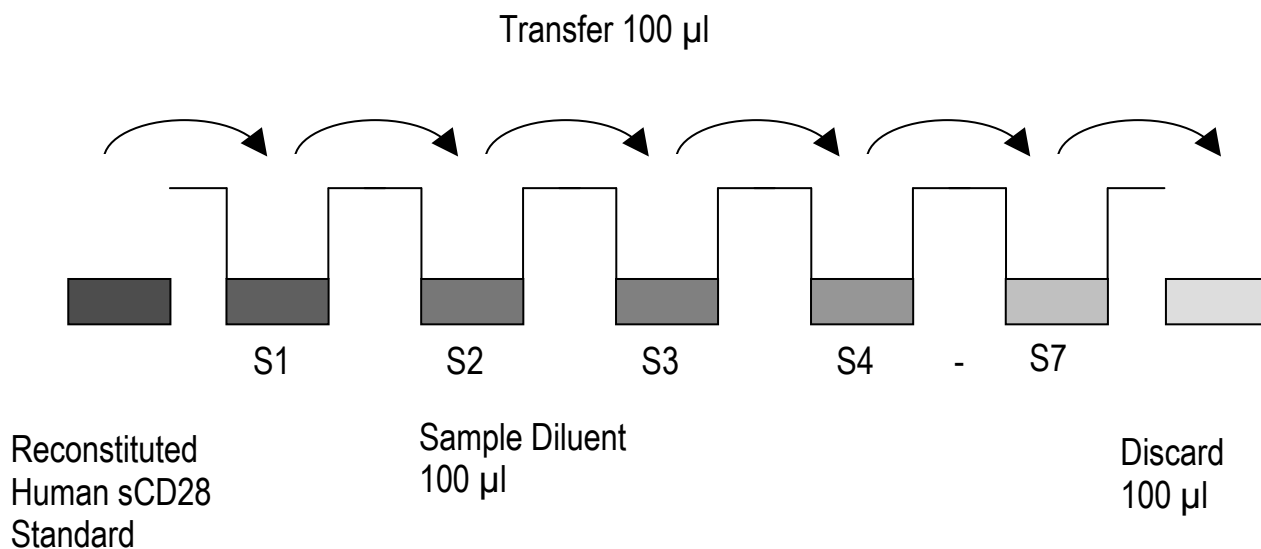 Transfer 100 µl
S1 S2 S3 S4 - S7
Reconstituted
Human sCD28
Standard
Sample Diluent
100 µl
Discard
100 µl